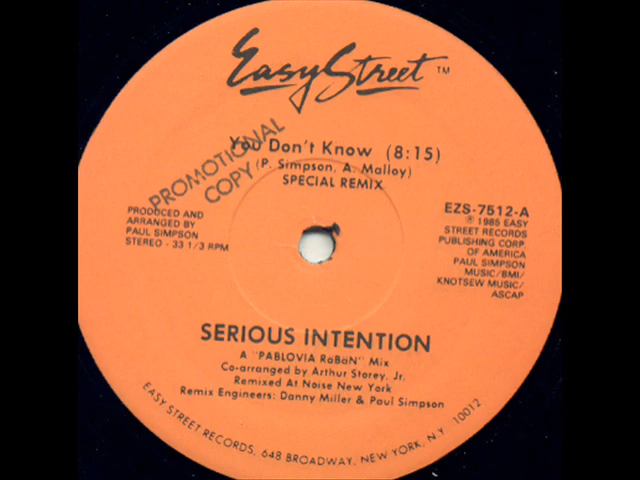 Easy Street™
You Don't Know (8:15)
(P. Simpson, A. Malloy)
SPECIAL REMIX
PROMOTIONAL
COPY
PRODUCED AND
ARRANGED BY
PAUL SIMPSON
STEREO - 33 1/3 RPM
EZS-7512-A
℗ 1985 EASY
STREET RECORDS
PUBLISHING CORP.
OF AMERICA
PAUL SIMPSON
MUSIC/BMI/
KNOTSEW MUSIC/
ASCAP
SERIOUS INTENTION
A "PABLOVIA RaBäN" Mix
Co-arranged by Arthur Storey, Jr.
Remixed At Noise New York
Remix Engineers: Danny Miller & Paul Simpson
EASY STREET RECORDS, 648 BROADWAY, NEW YORK, N.Y. 10012